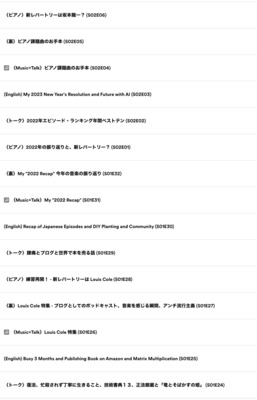 （ピアノ）新レパートリーは坂本龍一？ (S02E06)
（裏）ピアノ課題曲のお手本 (S02E05)
（Music+Talk）ピアノ課題曲のお手本 (S02E04)
(English) My 2023 New Year's Resolution and Future with AI (S02E03)
（トーク）2022年エピソード・ランキング年間ベストテン (S02E02)
（ピアノ）2022年の振り返りと、新レパートリー？ (S02E01)
（裏）My "2022 Recap" 今年の音楽の振り返り (S01E32)
（Music+Talk）My "2022 Recap" (S01E31)
(English) Recap of Japanese Episodes and DIY Planting and Community (S01E30)
（トーク）腰痛とブログと世界で本を売る話 (S01E29)
（ピアノ）練習再開！ - 新レパートリーは Louis Cole (S01E28)
（裏）Louis Cole 特集 - ブログとしてのポッドキャスト、音楽を感じる瞬間、アンチ流行主義 (S01E27)
（Music+Talk）Louis Cole 特集 (S01E26)
(English) Busy 3 Months and Publishing Book on Amazon and Matrix Multiplication (S01E25)
（トーク）復活、忙殺されず丁寧に生きること、技術書典１３、正法眼蔵と『竜とそばかすの姫』 (S01E24)